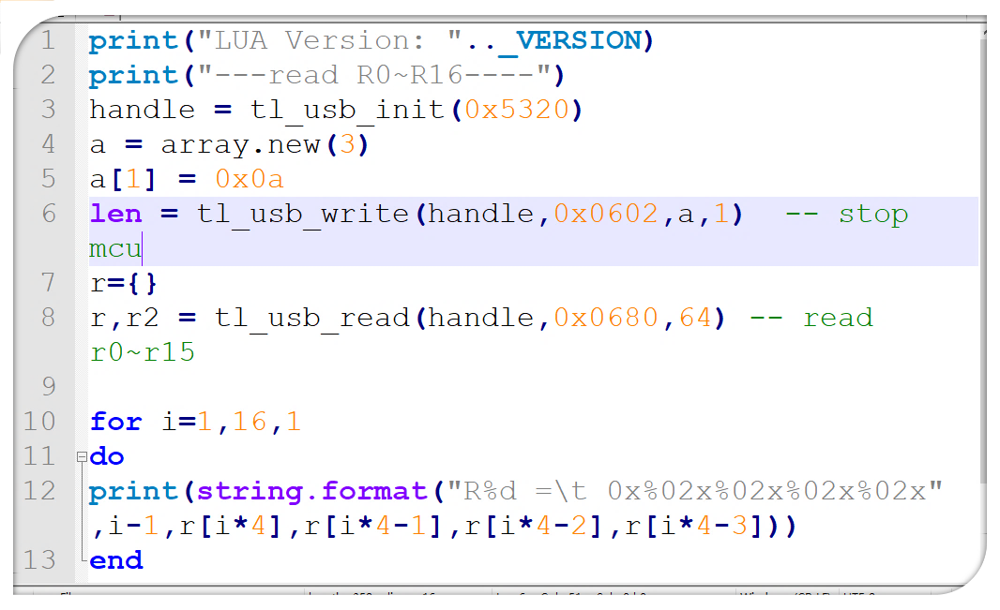 1 print("LUA Version: ".._VERSION)
2 print("---read R0~R16----")
3 handle = tl_usb_init(0x5320)
4 a = array.new(3)
5 a[1] = 0x0a
6 len = tl_usb_write(handle,0x0602,a,1)  -- stop
mcu
7 r={}
8 r,r2 = tl_usb_read(handle,0x0680,64) -- read
r0~r15
9
10 for i=1,16,1
11 do
12 print(string.format("R%d =\t 0x%02x%02x%02x%02x"
,i-1,r[i*4],r[i*4-1],r[i*4-2],r[i*4-3]))
13 end